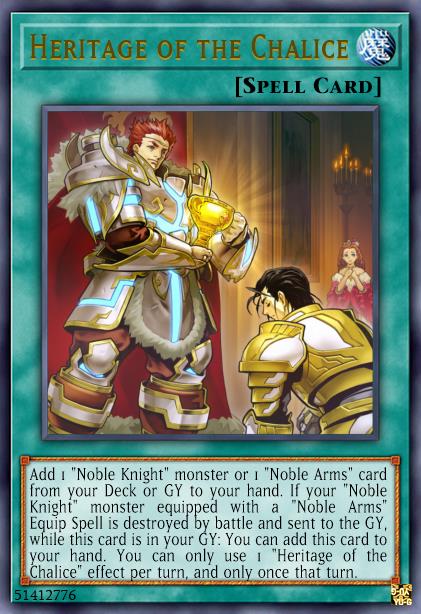 Heritage of the Chalice
魔
[Spell Card]
Add 1 "Noble Knight" monster or 1 "Noble Arms" card
from your Deck or GY to your hand. If your "Noble
Knight" monster equipped with a "Noble Arms"
Equip Spell is destroyed by battle and sent to the GY,
while this card is in your GY: You can add this card to
your hand. You can only use 1 "Heritage of the
Chalice" effect per turn, and only once that turn.
51412776